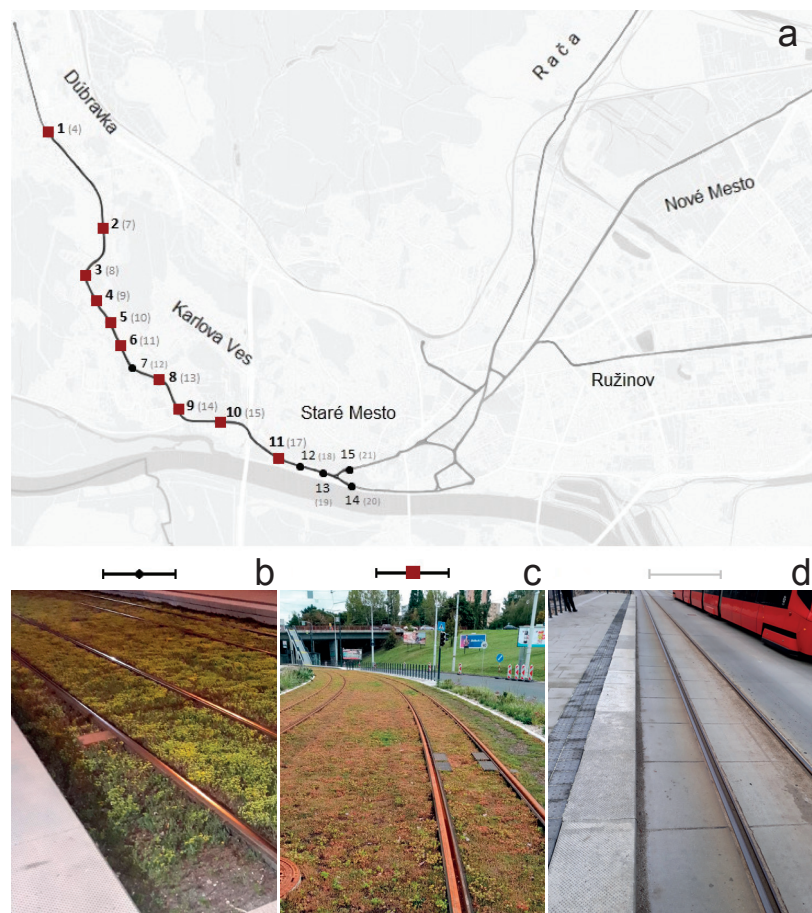 a
Dúbravka
Rača
1 (4)
Nové Mesto
2 (7)
3 (8)
4 (9)
5 (10)
Karlova Ves
6 (11)
7 (12)
8 (13)
Ružinov
9 (14)
10 (15)
Staré Mesto
11 (17)
12 (18)
15 (21)
13
(19)
14 (20)
b
c
d